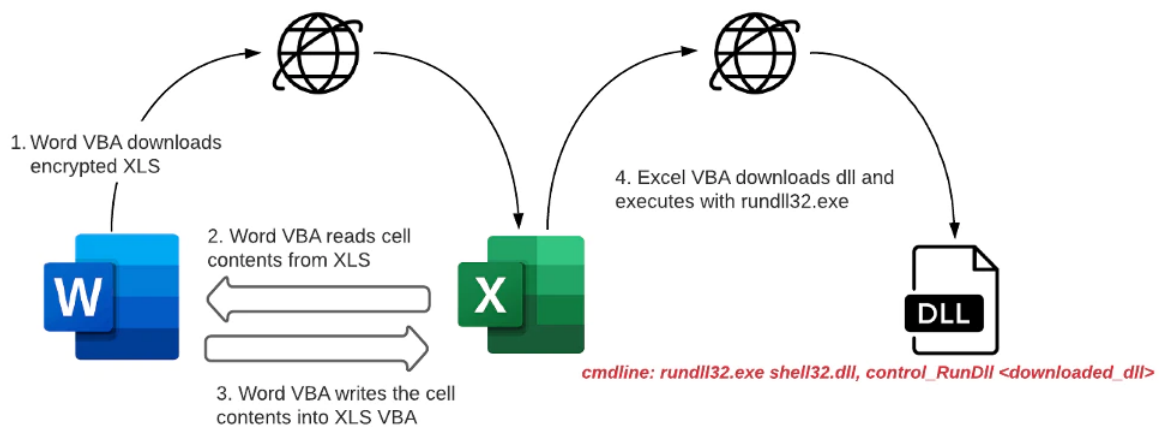 1. Word VBA downloads
encrypted XLS
W
2. Word VBA reads cell
contents from XLS
X
3. Word VBA writes the cell
contents into XLS VBA
4. Excel VBA downloads dll and
executes with rundll32.exe
DLL
cmdline: rundll32.exe shell32.dll, control_RunDll <downloaded_dll>